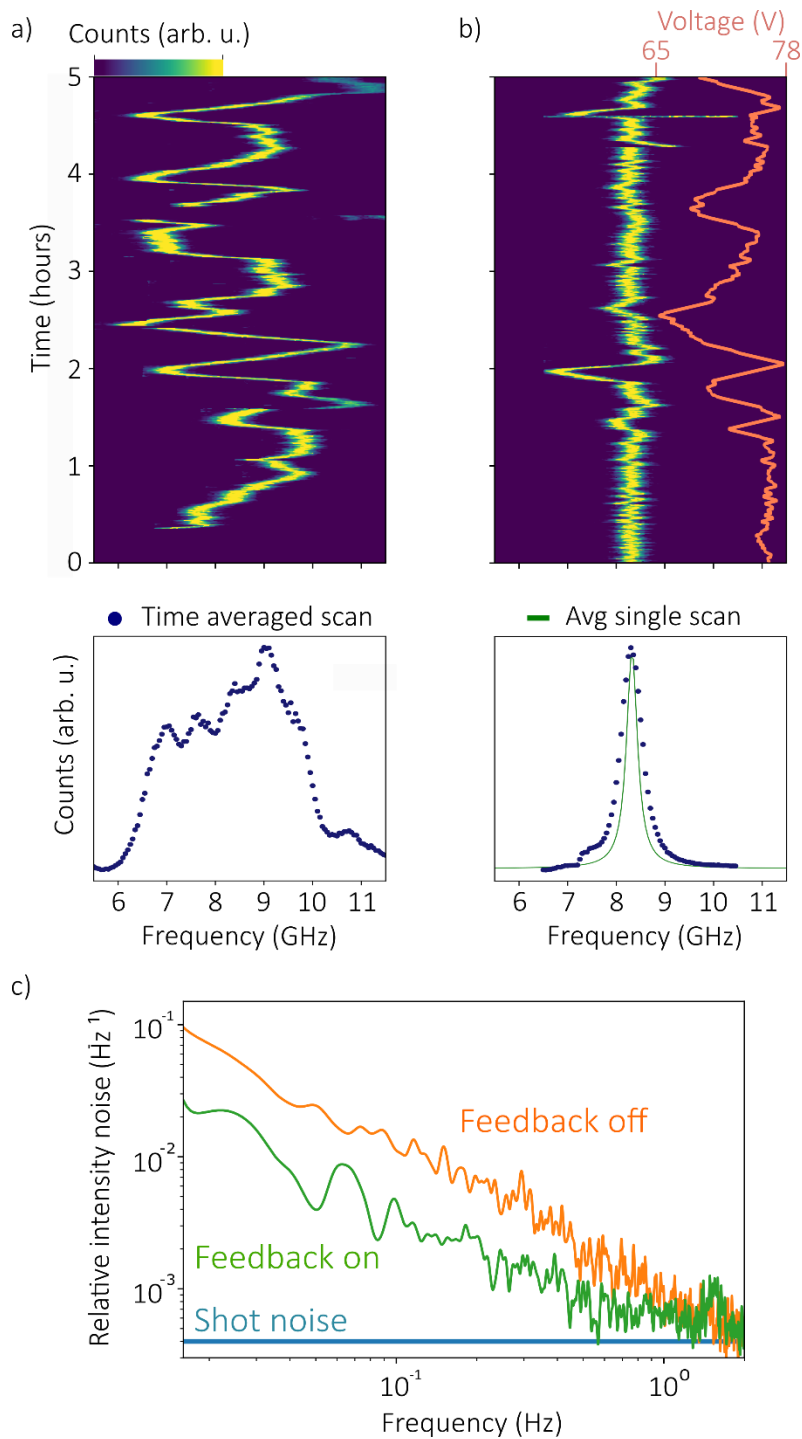 a)
Counts (arb. u.)
b)
Voltage (V)
65 78
5
4
3
2
1
0
Time (hours)
Time averaged scan
Avg single scan
Counts (arb. u.)
6 7 8 9 10 11
Frequency (GHz)
6 7 8 9 10 11
Frequency (GHz)
c)
Relative intensity noise (Hz ¹)
10⁻¹
10⁻²
10⁻³
Feedback off
Feedback on
Shot noise
10⁻¹ 10⁰
Frequency (Hz)